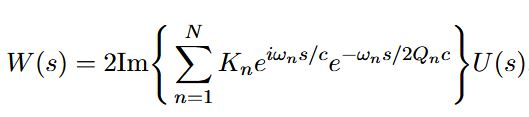 W(s) = 2Im{ ∑_{n=1}^{N} K_n e^{iω_n s/c} e^{−ω_n s/2Q_n c} } U(s)